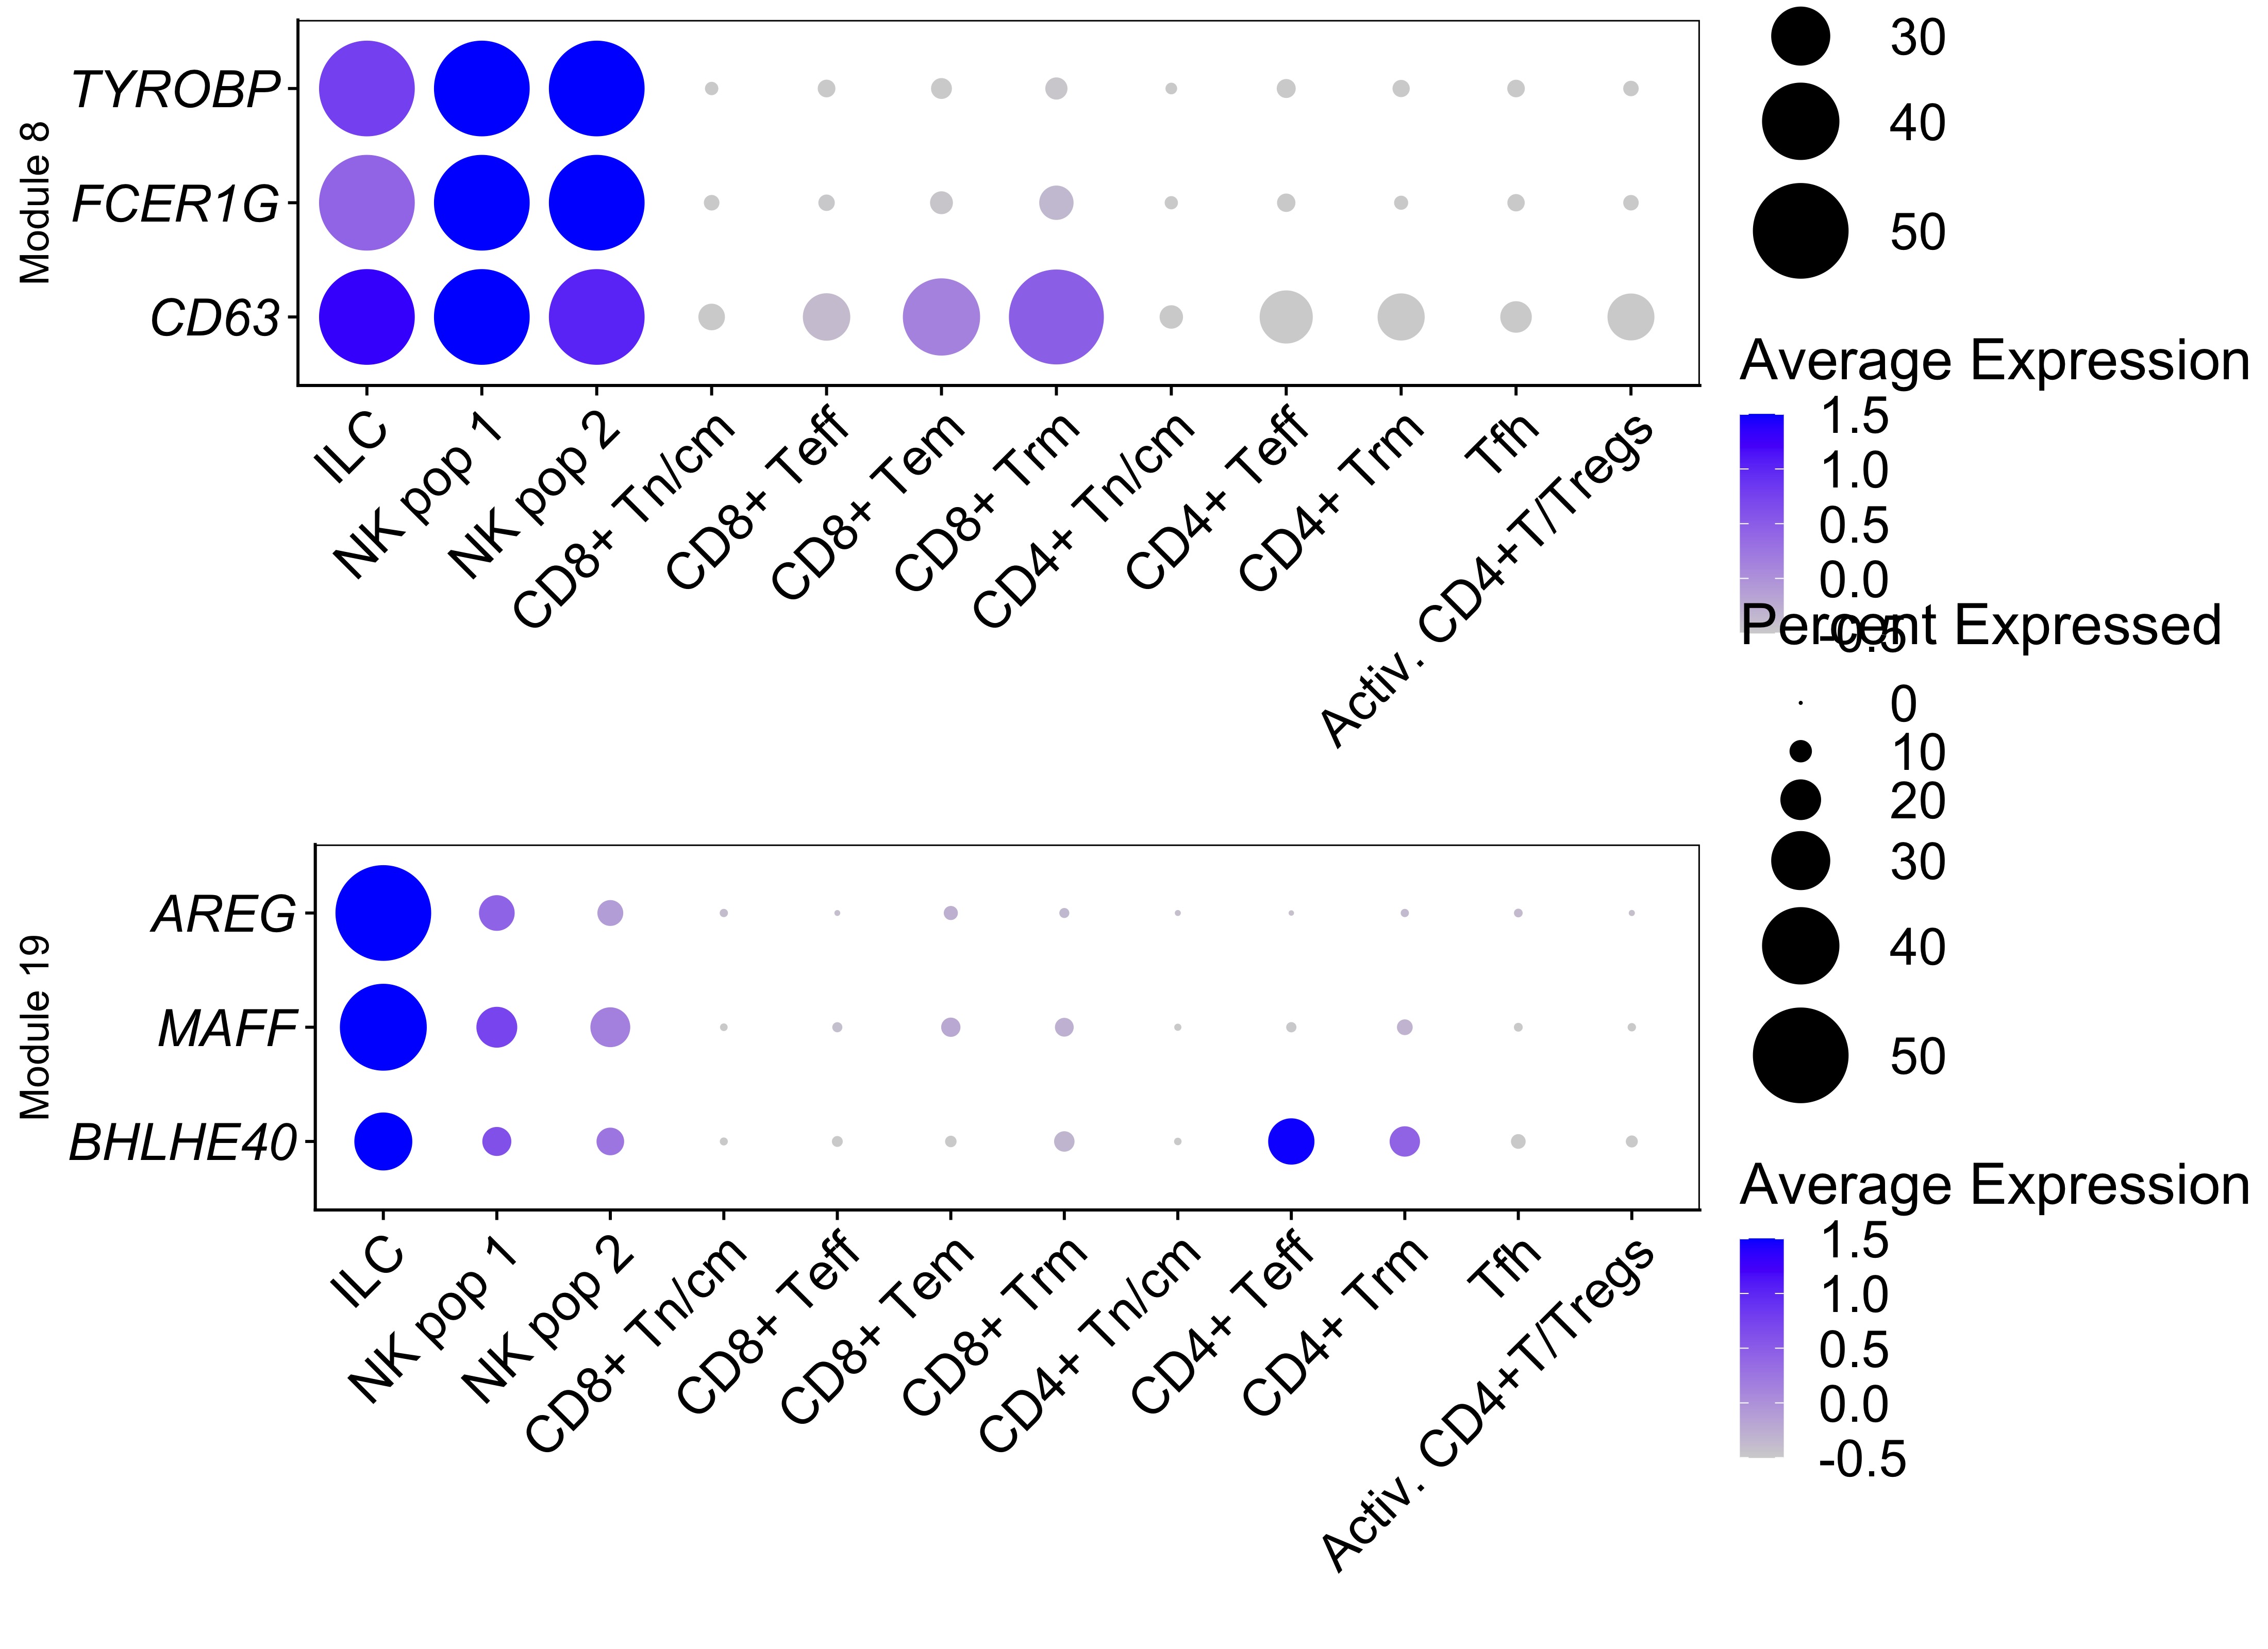 Module 8
TYROBP
FCER1G
CD63
ILC
NK pop 1
NK pop 2
CD8+ Tn/cm
CD8+ Teff
CD8+ Tem
CD8+ Trm
CD4+ Tn/cm
CD4+ Teff
CD4+ Trm
Tfh
Activ. CD4+T/Tregs
30
40
50
Average Expression
1.5
1.0
0.5
0.0
-0.5
Percent Expressed
0
10
20
30
40
50
Module 19
AREG
MAFF
BHLHE40
ILC
NK pop 1
NK pop 2
CD8+ Tn/cm
CD8+ Teff
CD8+ Tem
CD8+ Trm
CD4+ Tn/cm
CD4+ Teff
CD4+ Trm
Tfh
Activ. CD4+T/Tregs
Average Expression
1.5
1.0
0.5
0.0
-0.5